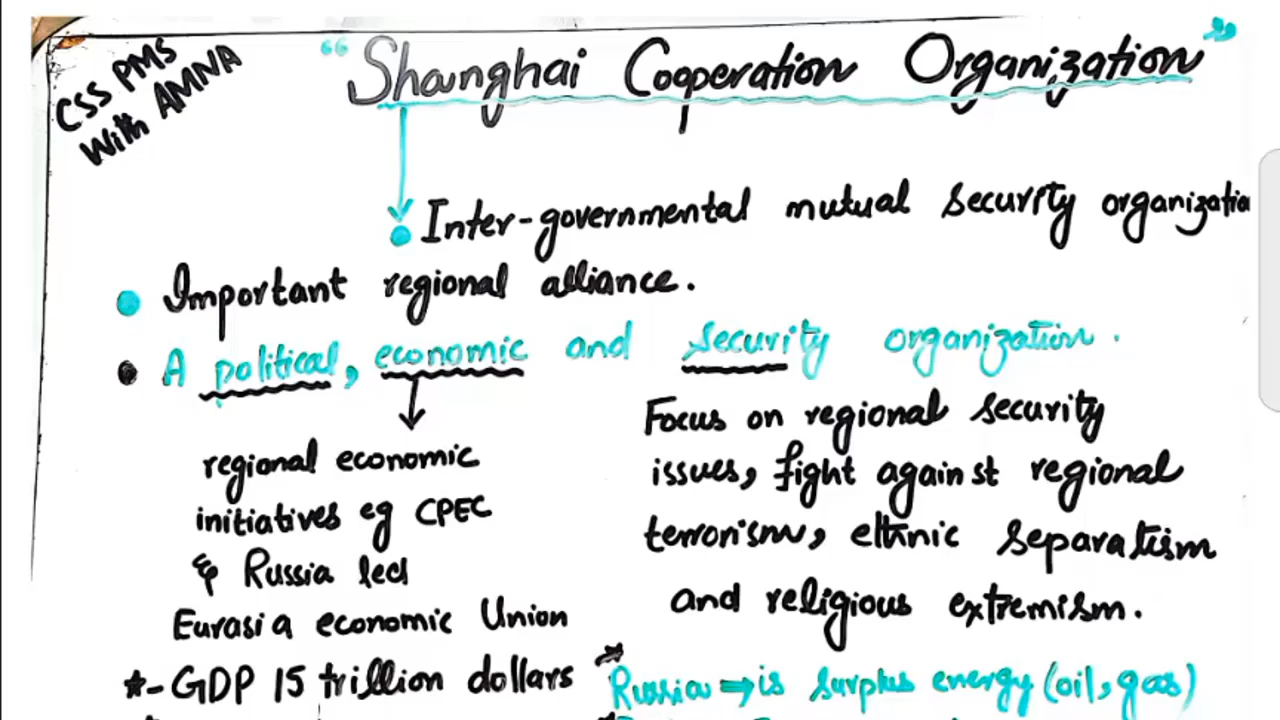 CSS PMS
With AMNA
"Shanghai Cooperation Organization"
Inter-governmental mutual security organizatio
Important regional alliance.
A political, economic and security organization.
regional economic
initiatives eg CPEC
& Russia led
Eurasia economic Union
Focus on regional security
issues, fight against regional
terrorism, ethnic separatism
and religious extremism.
*-GDP 15 trillion dollars
*Russia ⇒ is surplus energy (oil, gas)